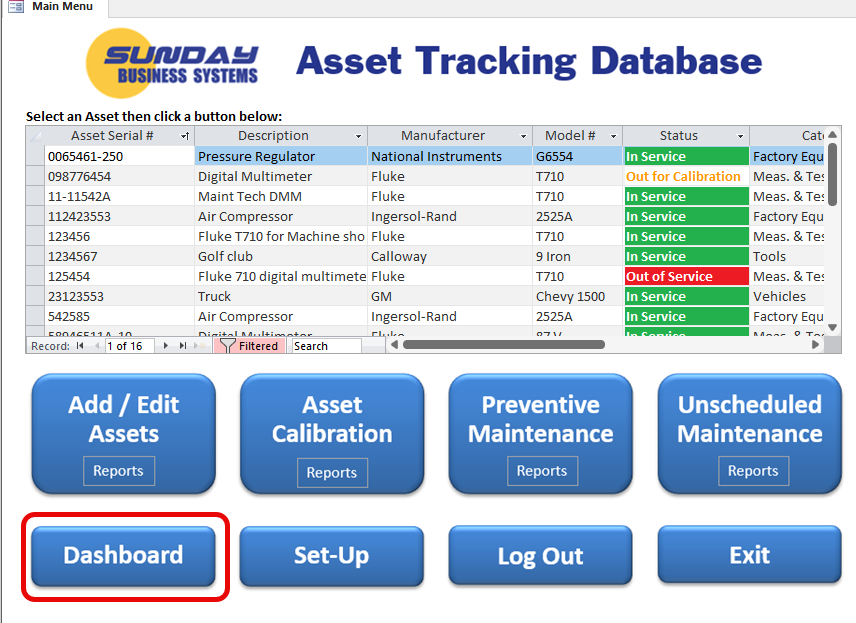 Main Menu
SUNDAY
BUSINESS SYSTEMS
Asset Tracking Database
Select an Asset then click a button below:
Asset Serial # Description Manufacturer Model # Status Cat
0065461-250 Pressure Regulator National Instruments G6554 In Service Factory Equ
098776454 Digital Multimeter Fluke T710 Out for Calibration Meas. & Tes
11-11542A Maint Tech DMM Fluke T710 In Service Meas. & Tes
112423553 Air Compressor Ingersol-Rand 2525A In Service Factory Equ
123456 Fluke T710 for Machine sho Fluke T710 In Service Meas. & Tes
1234567 Golf club Calloway 9 Iron In Service Tools
125454 Fluke 710 digital multimete Fluke T710 Out of Service Meas. & Tes
23123553 Truck GM Chevy 1500 In Service Vehicles
542585 Air Compressor Ingersol-Rand 2525A In Service Factory Equ
Digital Multimeter Fluke 87 V In Service Meas. & Tes
Record: 1 of 16 Filtered Search
Add / Edit
Assets
Reports
Asset
Calibration
Reports
Preventive
Maintenance
Reports
Unscheduled
Maintenance
Reports
Dashboard
Set-Up
Log Out
Exit